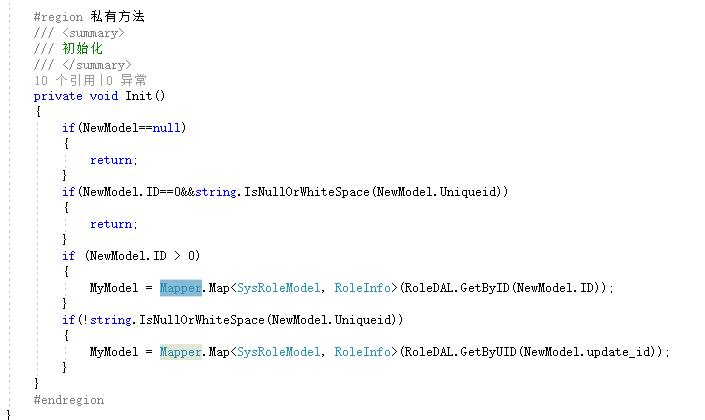 #region 私有方法
/// <summary>
/// 初始化
/// </summary>
10 个引用|0 异常
private void Init()
{
if(NewModel==null)
{
return;
}
if(NewModel.ID==0&&string.IsNullOrWhiteSpace(NewModel.Uniqueid))
{
return;
}
if (NewModel.ID > 0)
{
MyModel = Mapper.Map<SysRoleModel, RoleInfo>(RoleDAL.GetByID(NewModel.ID));
}
if(!string.IsNullOrWhiteSpace(NewModel.Uniqueid))
{
MyModel = Mapper.Map<SysRoleModel, RoleInfo>(RoleDAL.GetByUID(NewModel.update_id));
}
}
#endregion
}